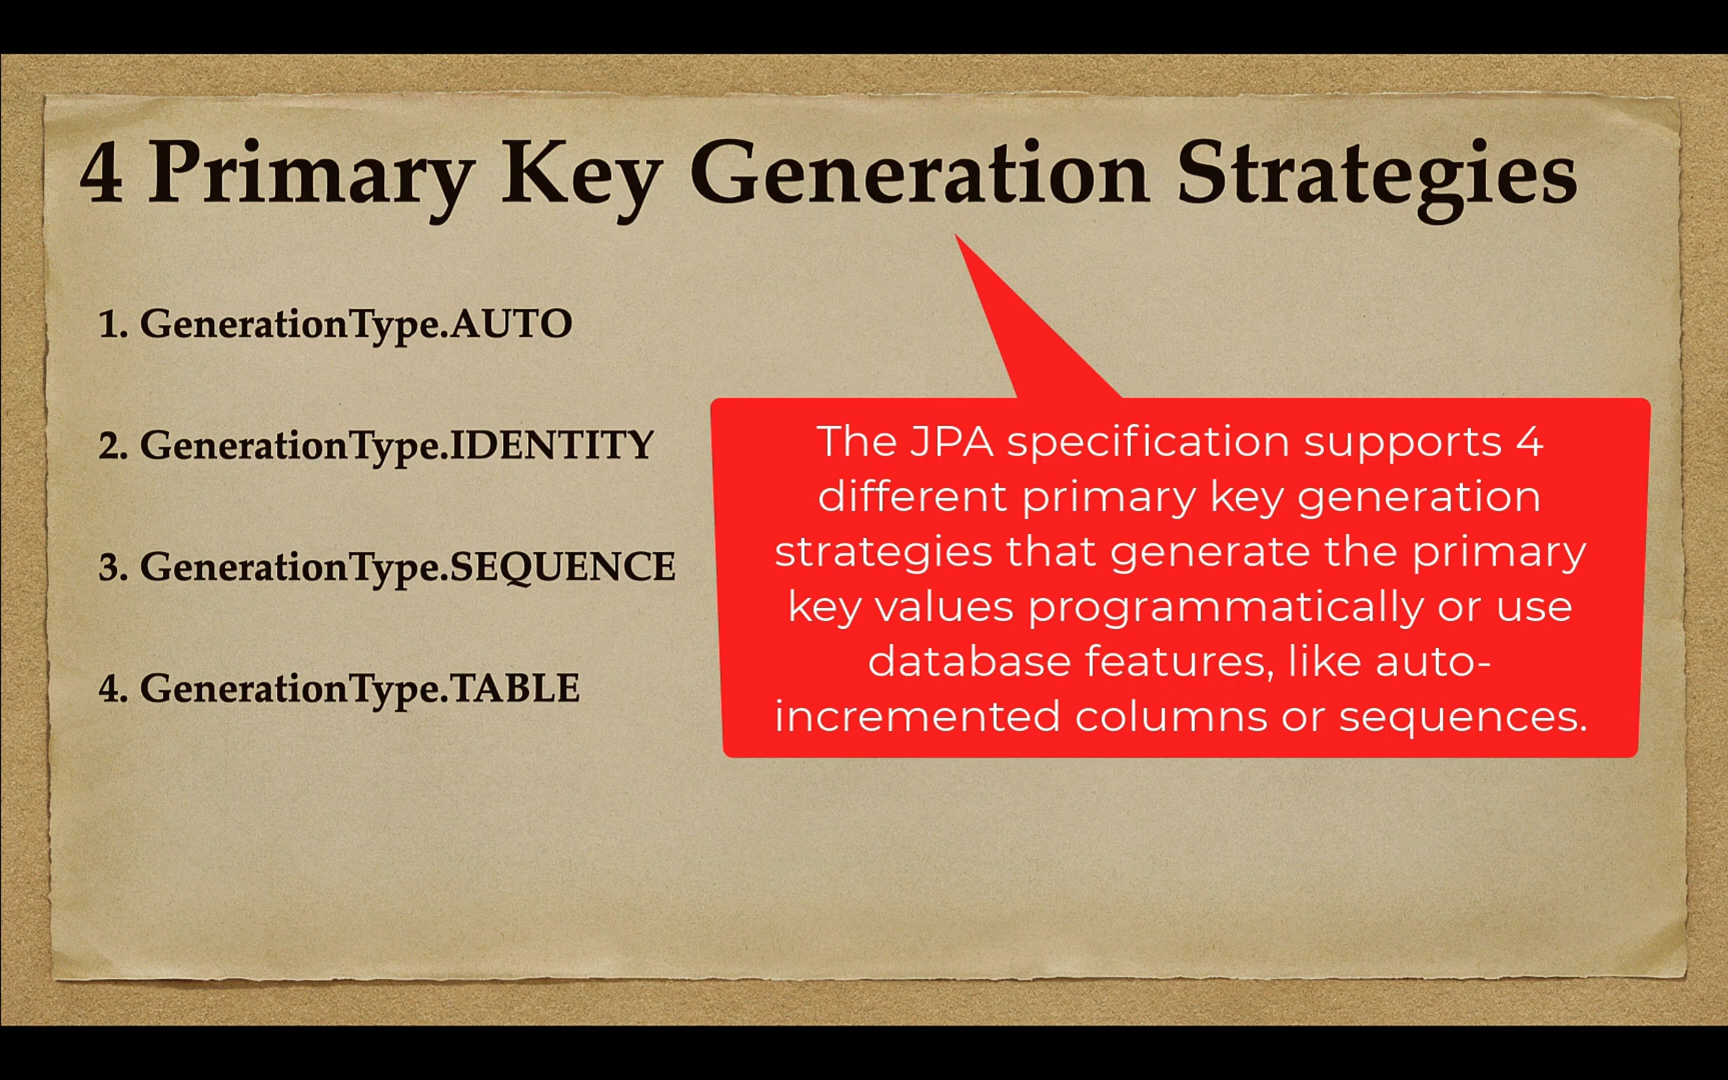 4 Primary Key Generation Strategies
1. GenerationType.AUTO
2. GenerationType.IDENTITY
3. GenerationType.SEQUENCE
4. GenerationType.TABLE
The JPA specification supports 4
different primary key generation
strategies that generate the primary
key values programmatically or use
database features, like auto-
incremented columns or sequences.